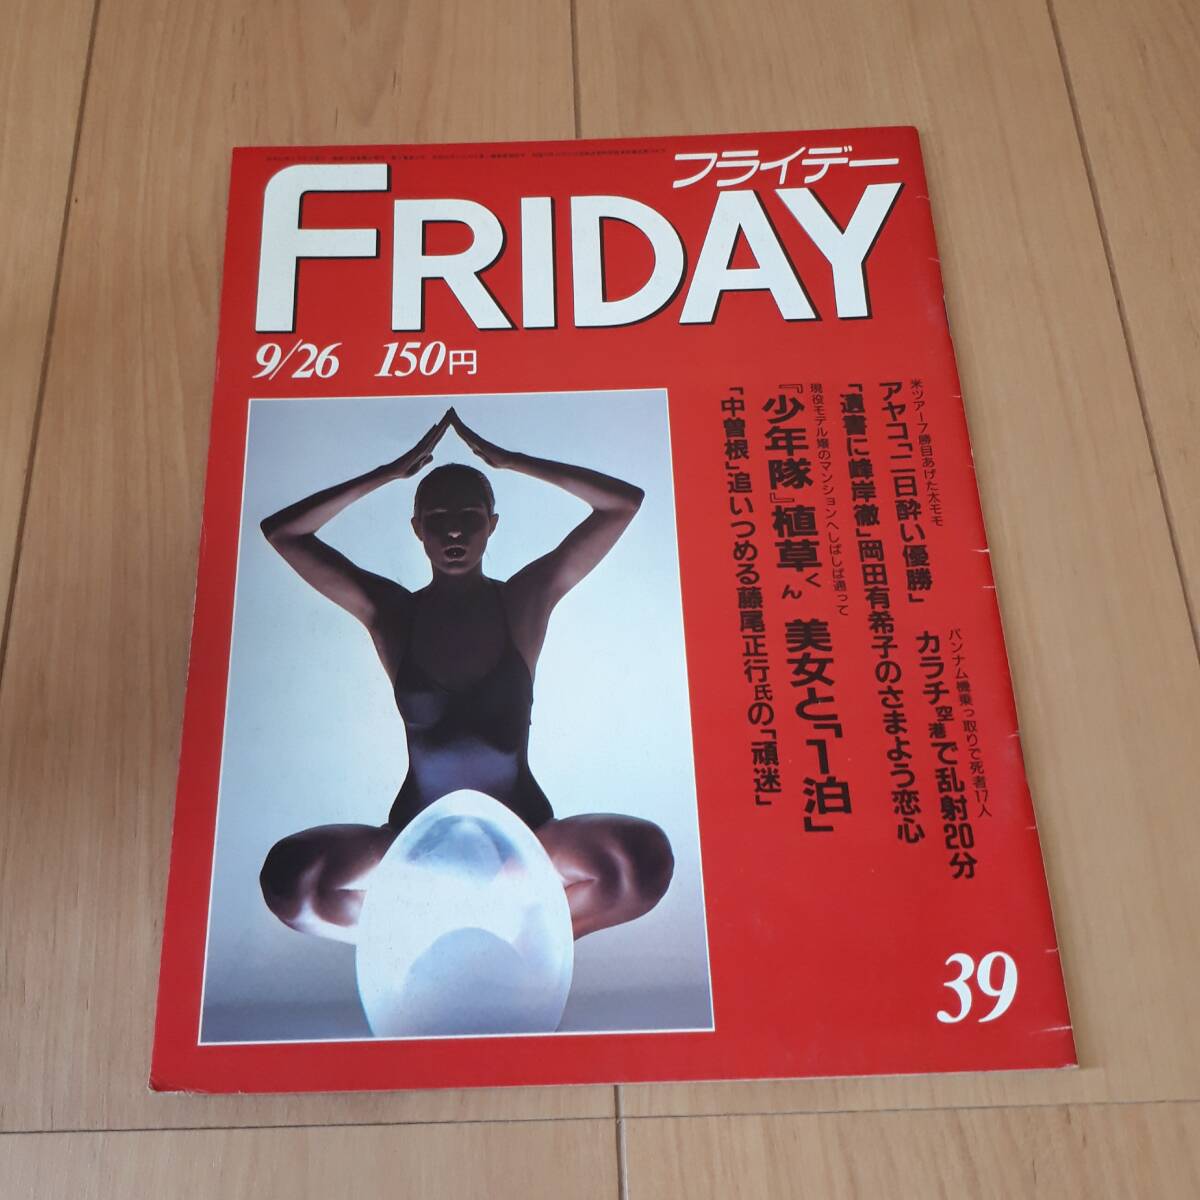 フライデー
FRIDAY
9/26 150円
米ツアー7勝目あげた太モモ
アヤコ「二日酔い優勝」
パンナム機乗っ取りで死者17人
カラチ空港で乱射20分
「遺書に峰岸徹」岡田有希子のさまよう恋心
現役モデル嬢のマンションへしばしば通って
『少年隊』植草くん 美女と「1泊」
「中曽根」追いつめる藤尾正行氏の「頑迷」
39